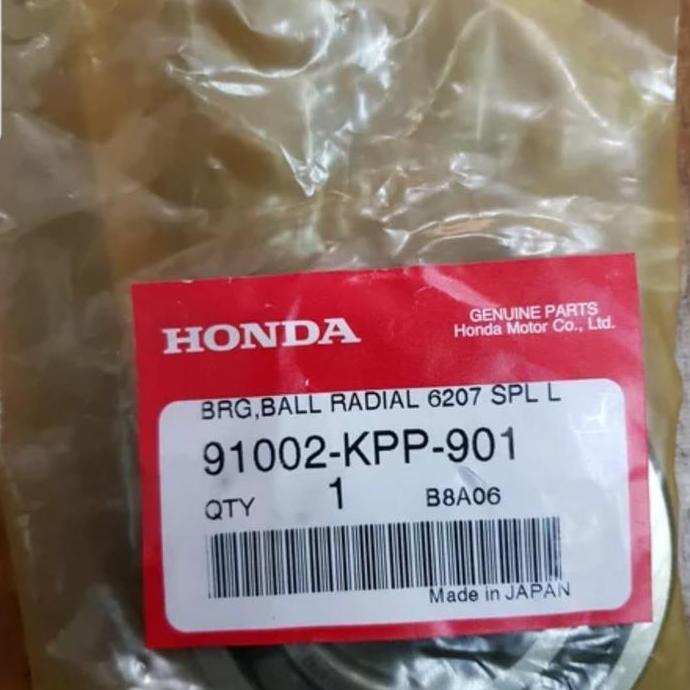 HONDA
GENUINE PARTS
Honda Motor Co., Ltd.
BRG,BALL RADIAL 6207 SPL L
91002-KPP-901
QTY 1 B8A06
Made in JAPAN